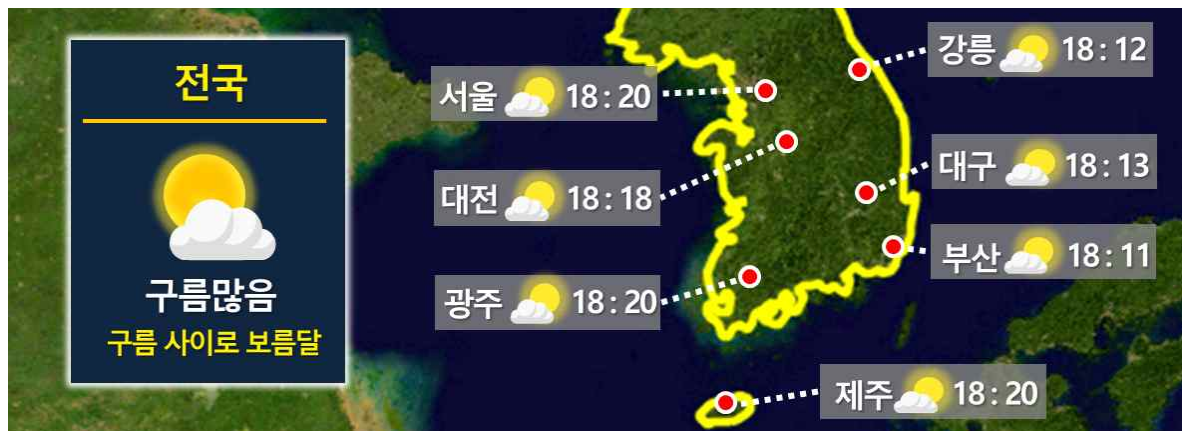 전국
구름많음
구름 사이로 보름달
서울 18 : 20
대전 18 : 18
광주 18 : 20
강릉 18 : 12
대구 18 : 13
부산 18 : 11
제주 18 : 20